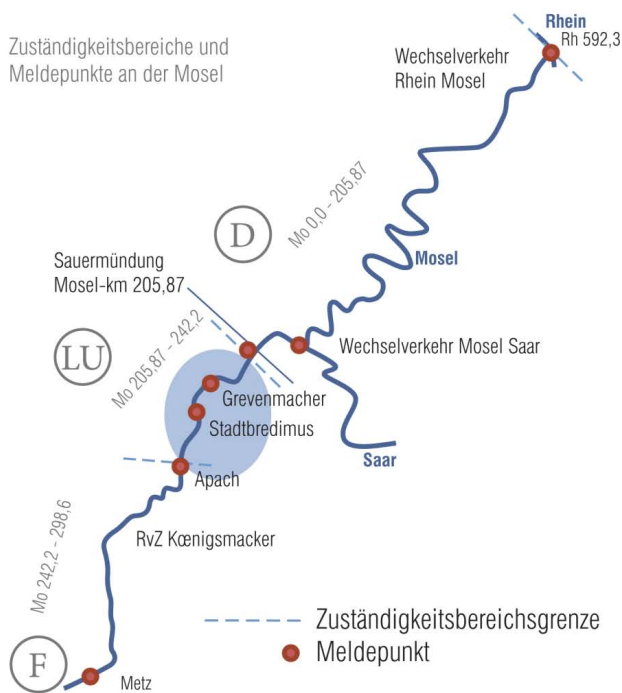 Zuständigkeitsbereiche und
Meldepunkte an der Mosel
Rhein
Rh 592,3
Wechselverkehr
Rhein Mosel
Mo 0,0 - 205,87
D
Mosel
Sauermündung
Mosel-km 205,87
Mo 205,87 - 242,2
LU
Wechselverkehr Mosel Saar
Grevenmacher
Stadtbredimus
Saar
Apach
RvZ Kœnigsmacker
Mo 242,2 - 298,6
F
Metz
Zuständigkeitsbereichsgrenze
Meldepunkt